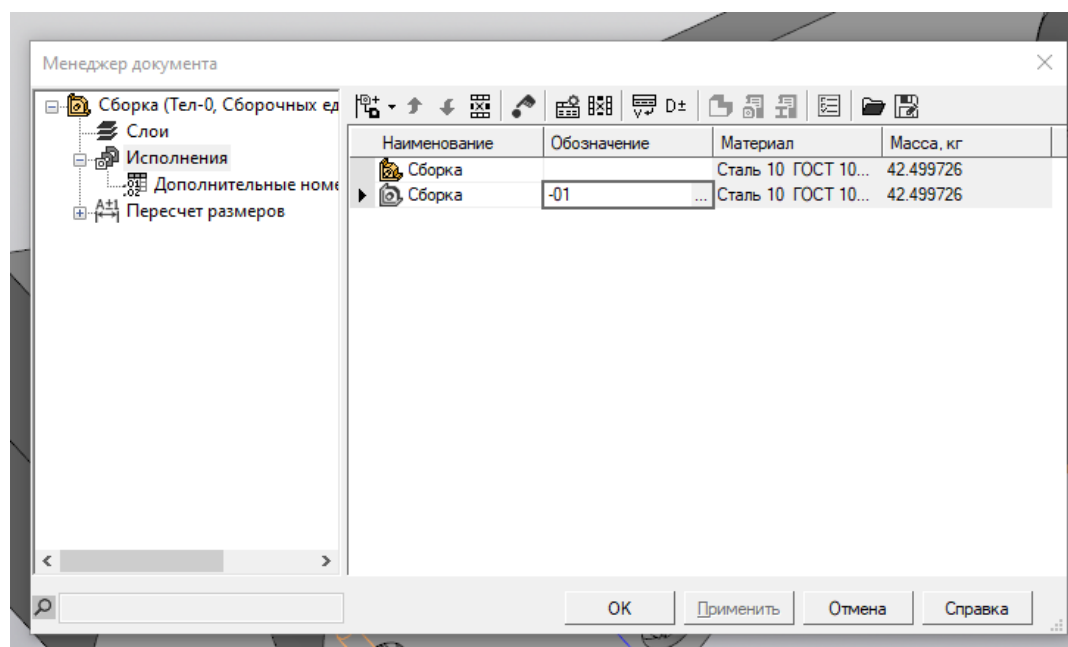 Менеджер документа
Сборка (Тел-0, Сборочных ед
Слои
Исполнения
Дополнительные номе
Пересчет размеров
Наименование Обозначение Материал Масса, кг
Сборка Сталь 10 ГОСТ 10... 42.499726
Сборка -01 ... Сталь 10 ГОСТ 10... 42.499726
OK Применить Отмена Справка